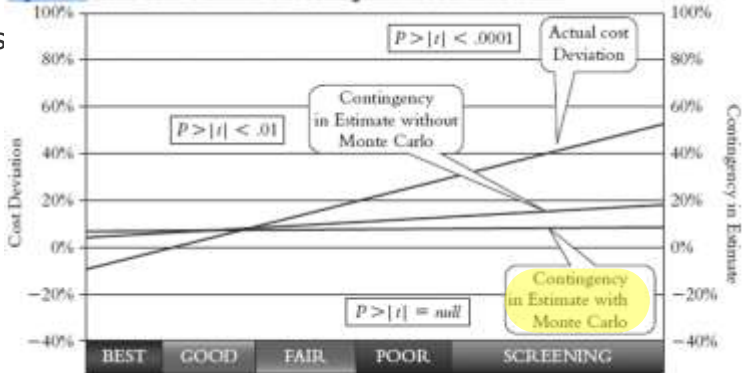 s
100%
80%
60%
40%
20%
0%
−20%
−40%
Cost Deviation
P>|t| < .0001
Actual cost
Deviation
Contingency
in Estimate without
Monte Carlo
P>|t| < .01
Contingency
in Estimate with
Monte Carlo
P>|t| = null
100%
80%
60%
40%
20%
0%
−20%
−40%
Contingency in Estimate
BEST GOOD FAIR POOR SCREENING